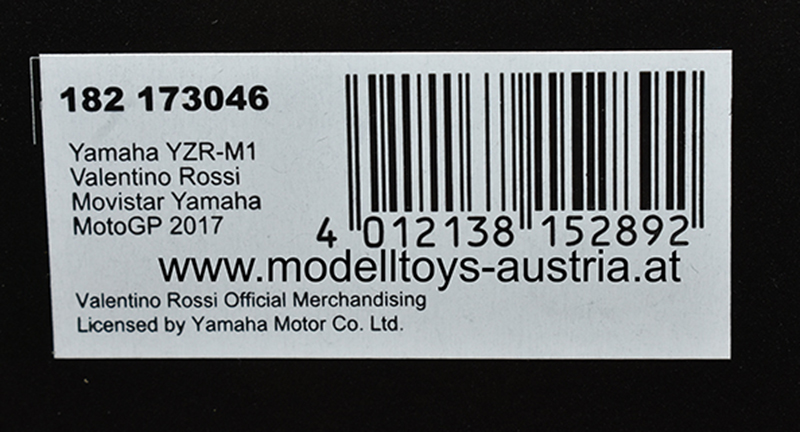 182 173046
Yamaha YZR-M1
Valentino Rossi
Movistar Yamaha
MotoGP 2017
4 012138 152892
www.modelltoys-austria.at
Valentino Rossi Official Merchandising
Licensed by Yamaha Motor Co. Ltd.